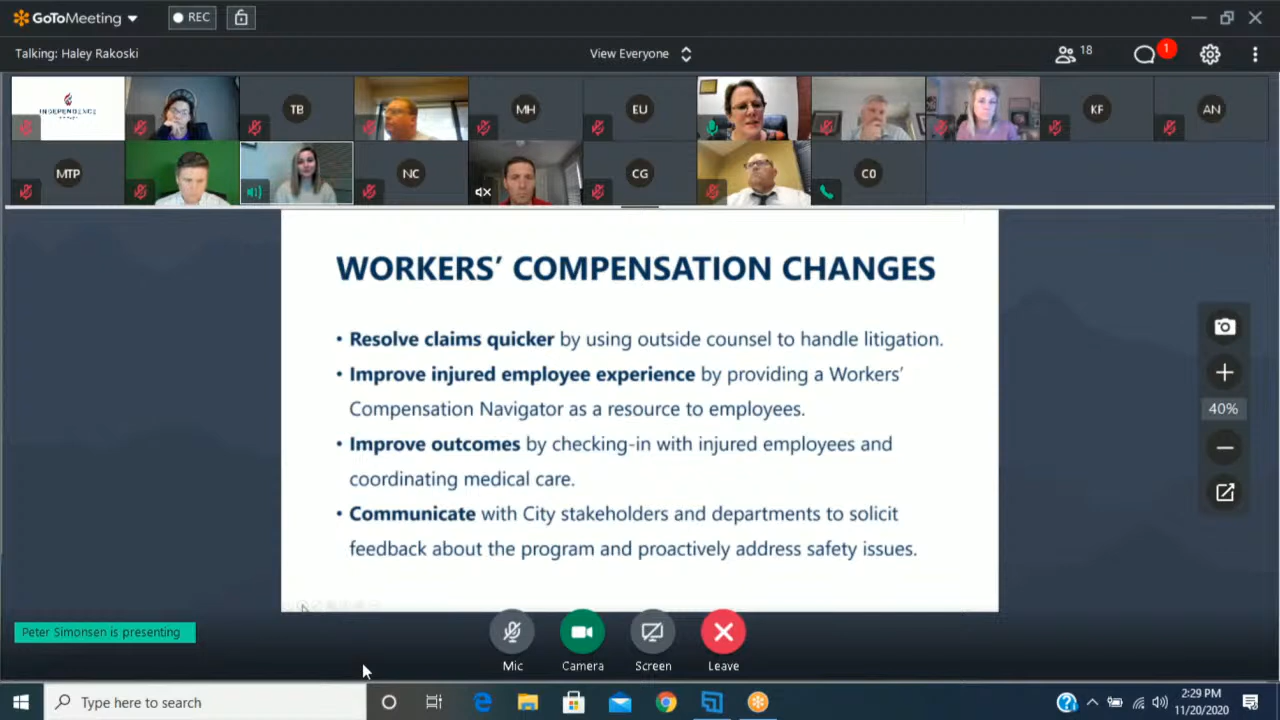 GoToMeeting
REC
Talking: Haley Rakoski
View Everyone
18
1
INDEPENDENCE
TB
MH
EU
KF
AN
MTP
NC
CG
C0
WORKERS’ COMPENSATION CHANGES
• Resolve claims quicker by using outside counsel to handle litigation.
• Improve injured employee experience by providing a Workers’
Compensation Navigator as a resource to employees.
• Improve outcomes by checking-in with injured employees and
coordinating medical care.
• Communicate with City stakeholders and departments to solicit
feedback about the program and proactively address safety issues.
40%
Peter Simonsen is presenting
Mic
Camera
Screen
Leave
Type here to search
2:29 PM
11/20/2020